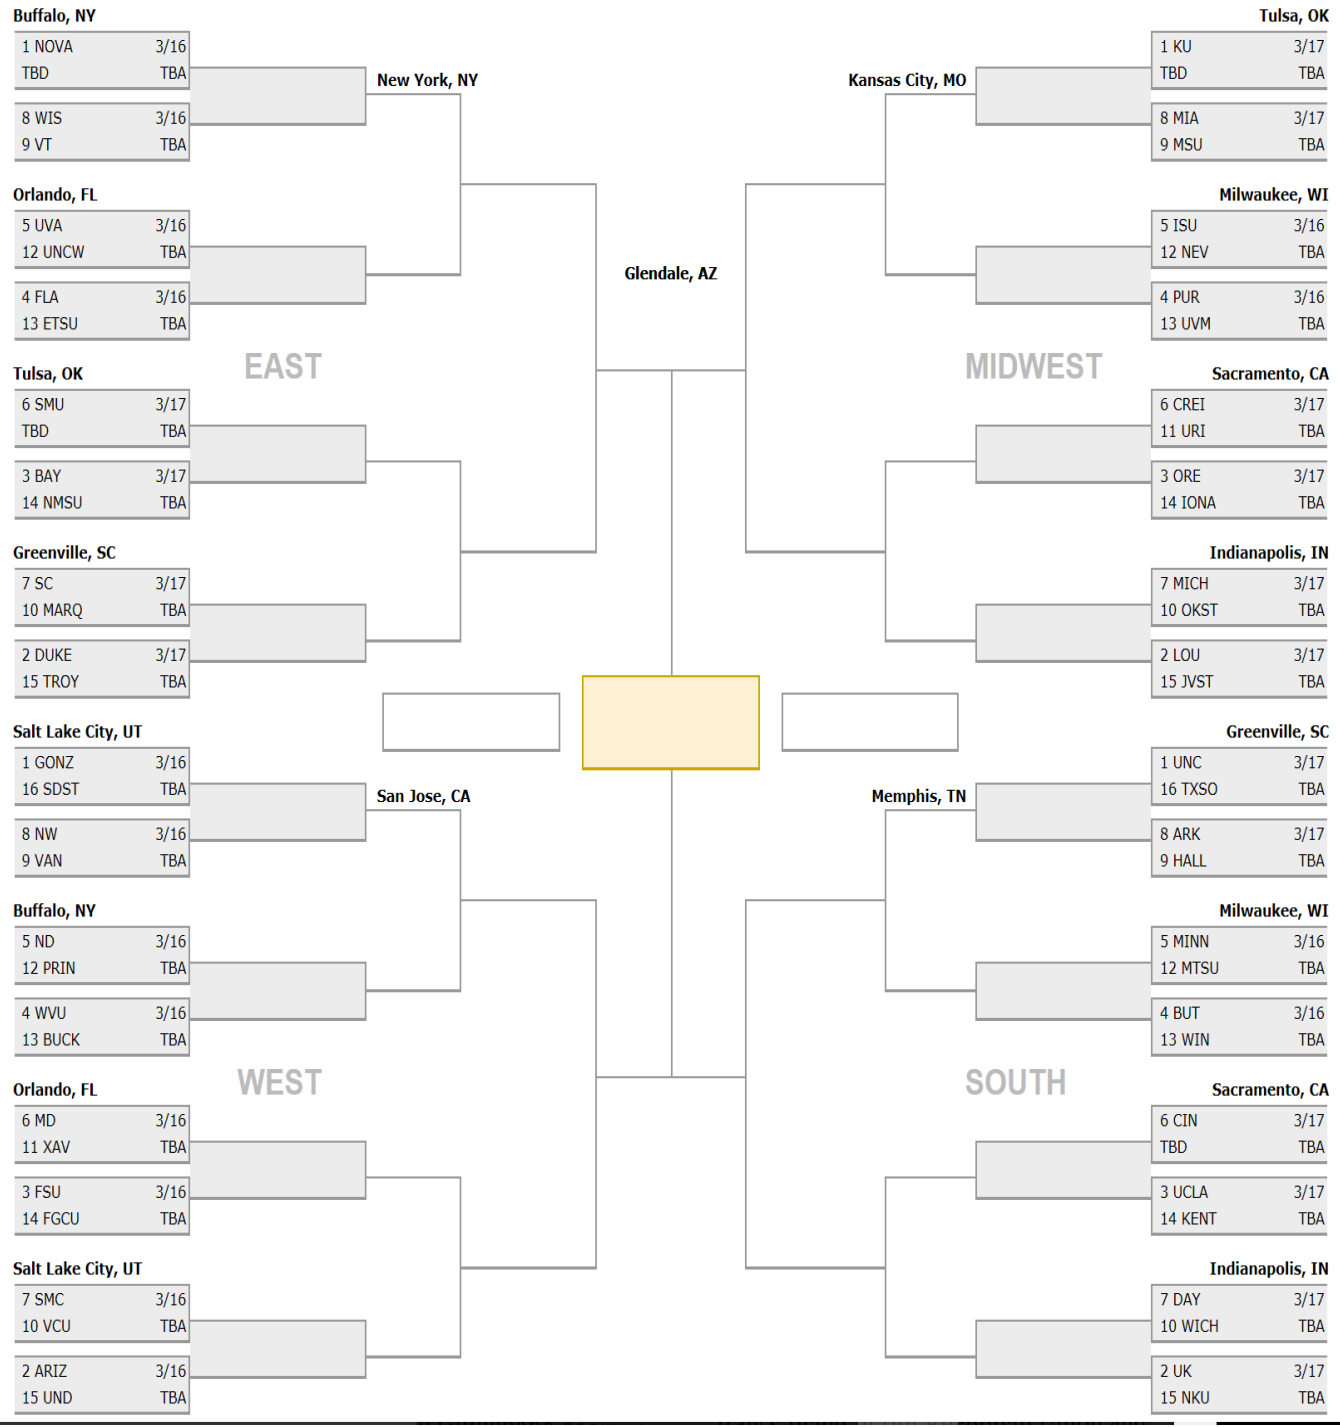 Buffalo, NY
1 NOVA 3/16
TBD TBA
8 WIS 3/16
9 VT TBA
Orlando, FL
5 UVA 3/16
12 UNCW TBA
4 FLA 3/16
13 ETSU TBA
Tulsa, OK
6 SMU 3/17
TBD TBA
3 BAY 3/17
14 NMSU TBA
Greenville, SC
7 SC 3/17
10 MARQ TBA
2 DUKE 3/17
15 TROY TBA
New York, NY
EAST
Salt Lake City, UT
1 GONZ 3/16
16 SDST TBA
8 NW 3/16
9 VAN TBA
Buffalo, NY
5 ND 3/16
12 PRIN TBA
4 WVU 3/16
13 BUCK TBA
Orlando, FL
6 MD 3/16
11 XAV TBA
3 FSU 3/16
14 FGCU TBA
Salt Lake City, UT
7 SMC 3/16
10 VCU TBA
2 ARIZ 3/16
15 UND TBA
San Jose, CA
WEST
Glendale, AZ
Kansas City, MO
MIDWEST
Tulsa, OK
1 KU 3/17
TBD TBA
8 MIA 3/17
9 MSU TBA
Milwaukee, WI
5 ISU 3/16
12 NEV TBA
4 PUR 3/16
13 UVM TBA
Sacramento, CA
6 CREI 3/17
11 URI TBA
3 ORE 3/17
14 IONA TBA
Indianapolis, IN
7 MICH 3/17
10 OKST TBA
2 LOU 3/17
15 JVST TBA
Memphis, TN
SOUTH
Greenville, SC
1 UNC 3/17
16 TXSO TBA
8 ARK 3/17
9 HALL TBA
Milwaukee, WI
5 MINN 3/16
12 MTSU TBA
4 BUT 3/16
13 WIN TBA
Sacramento, CA
6 CIN 3/17
TBD TBA
3 UCLA 3/17
14 KENT TBA
Indianapolis, IN
7 DAY 3/17
10 WICH TBA
2 UK 3/17
15 NKU TBA